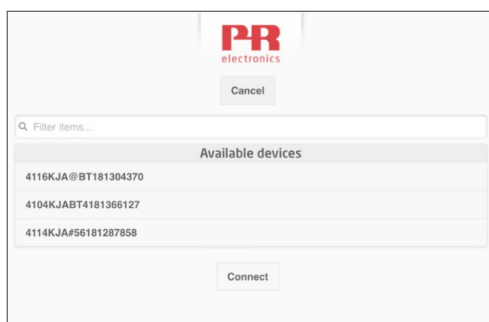 PR
electronics
Cancel
Filter items...
Available devices
4116KJA@BT181304370
4104KJABT4181366127
4114KJA#56181287858
Connect